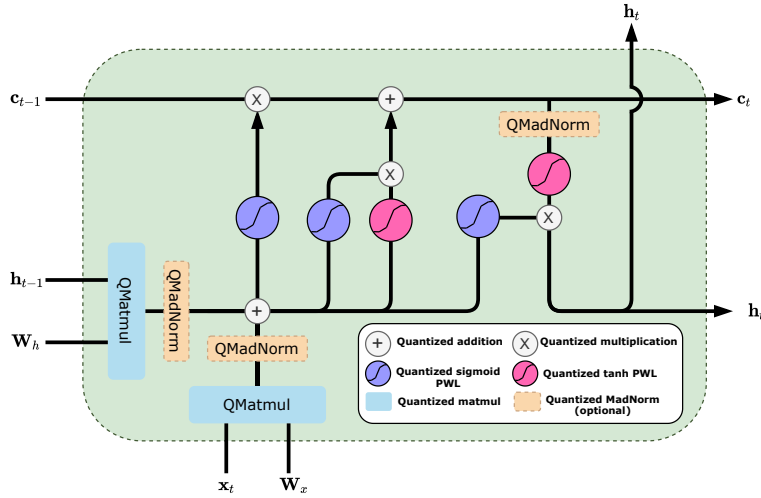 h_t
c_{t−1}
X
+
c_t
QMadNorm
X
X
h_{t−1}
QMatmul
QMadNorm
W_h
+
QMadNorm
QMatmul
h_t
x_t
W_x
+ Quantized addition
X Quantized multiplication
Quantized sigmoid
PWL
Quantized tanh PWL
Quantized matmul
Quantized MadNorm
(optional)